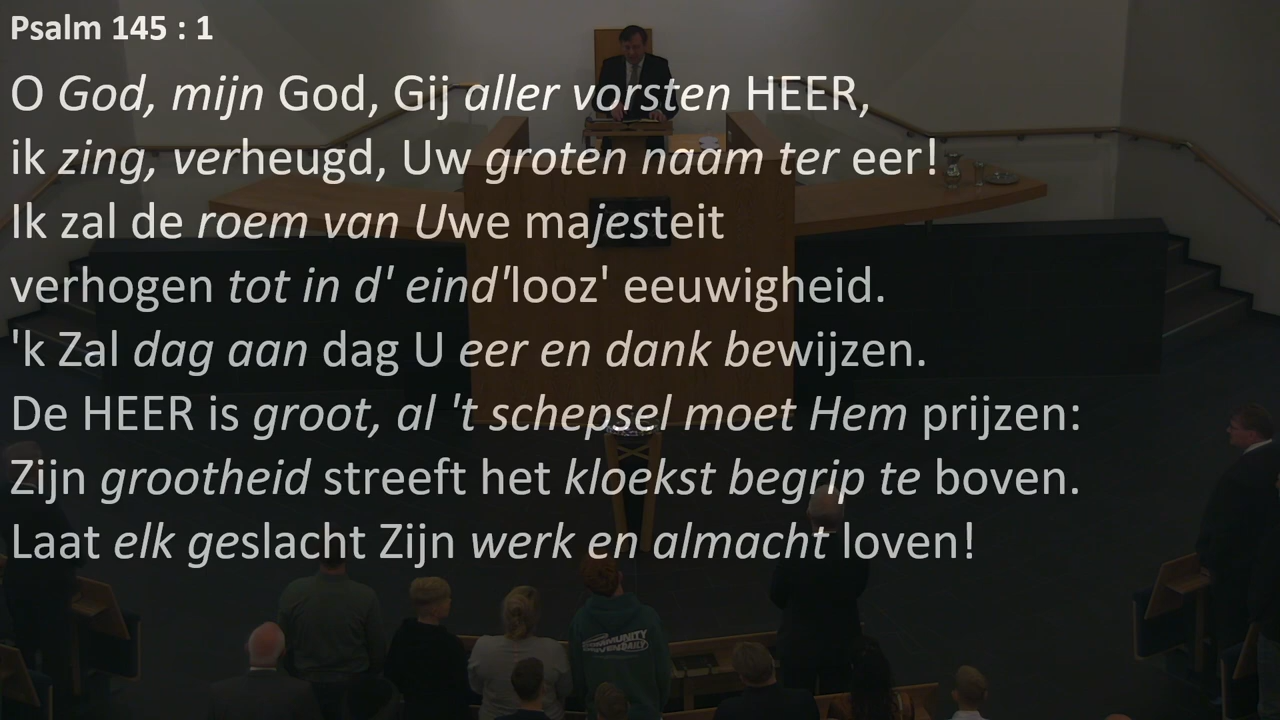 Psalm 145 : 1
O God, mijn God, Gij aller vorsten HEER,
ik zing, verheugd, Uw groten naam ter eer!
Ik zal de roem van Uwe majesteit
verhogen tot in d' eind'looz' eeuwigheid.
'k Zal dag aan dag U eer en dank bewijzen.
De HEER is groot, al 't schepsel moet Hem prijzen:
Zijn grootheid streeft het kloekst begrip te boven.
Laat elk geslacht Zijn werk en almacht loven!
COMMUNITY
DRIVEN DAILY